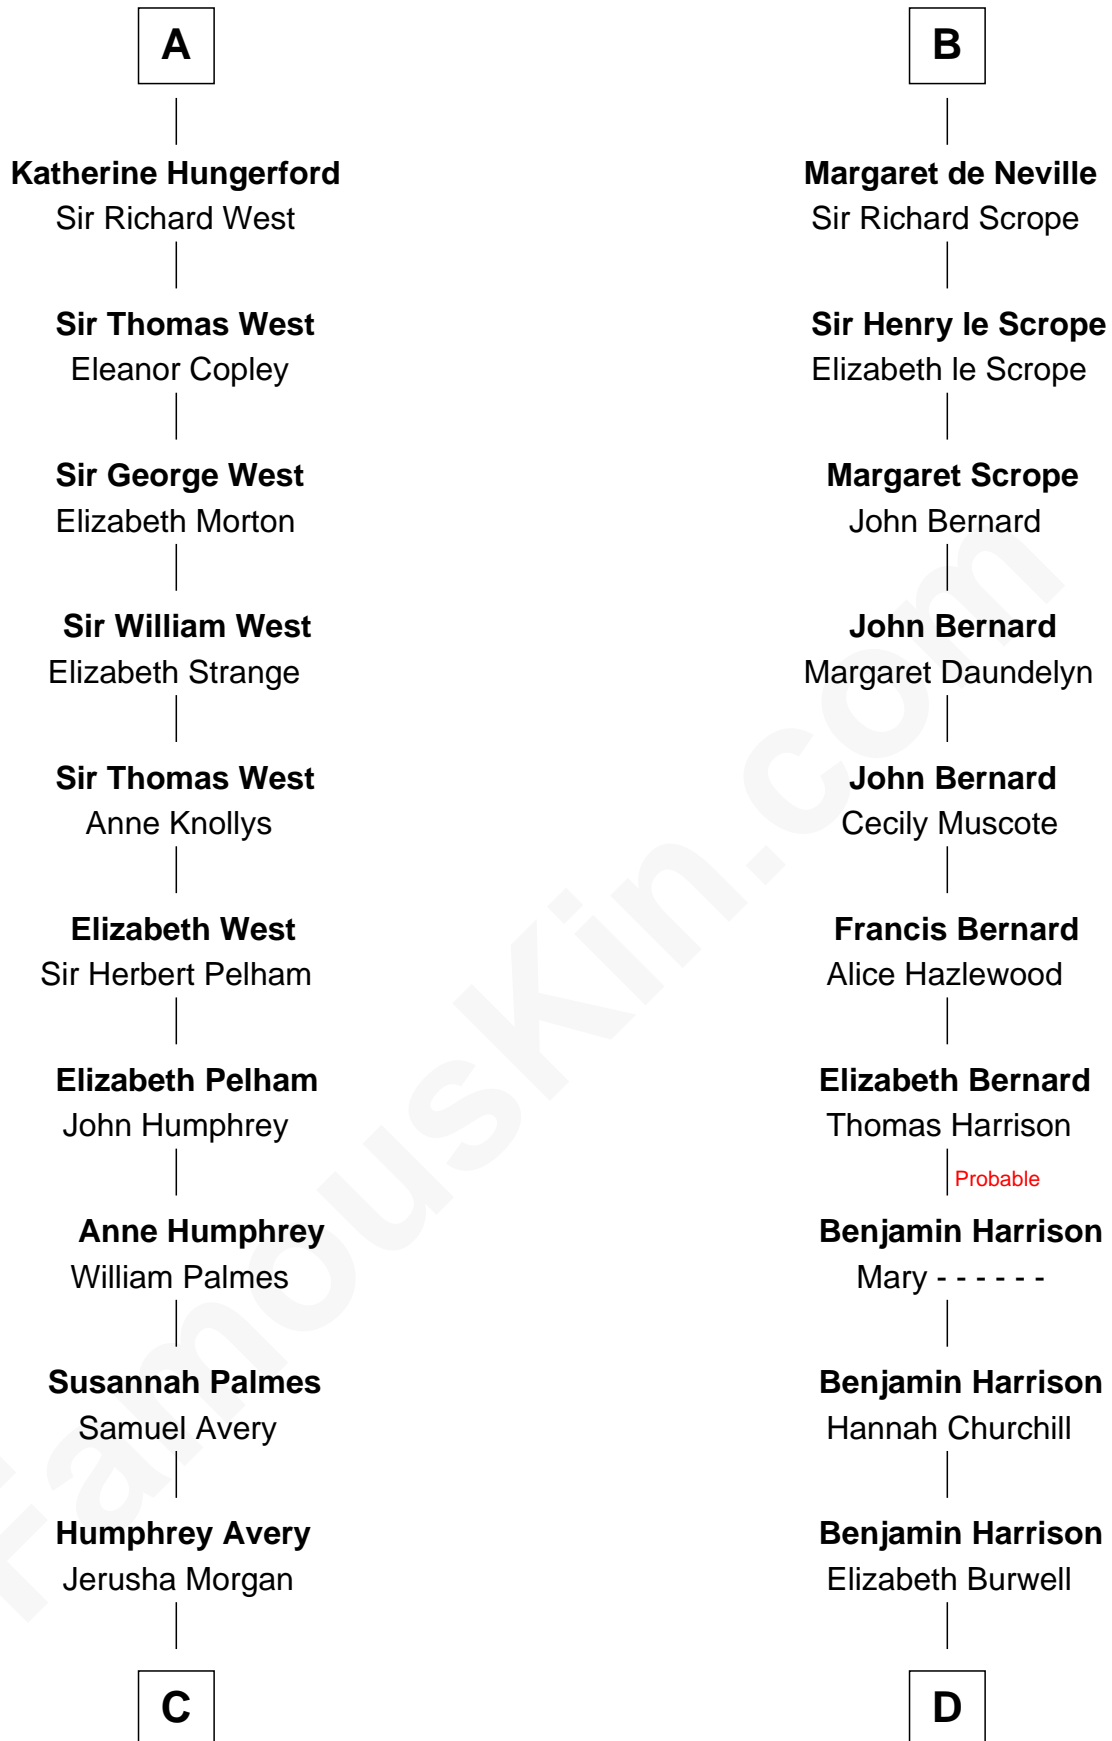 A
Katherine Hungerford
Sir Richard West
Sir Thomas West
Eleanor Copley
Sir George West
Elizabeth Morton
Sir William West
Elizabeth Strange
Sir Thomas West
Anne Knollys
Elizabeth West
Sir Herbert Pelham
Elizabeth Pelham
John Humphrey
Anne Humphrey
William Palmes
Susannah Palmes
Samuel Avery
Humphrey Avery
Jerusha Morgan
C
B
Margaret de Neville
Sir Richard Scrope
Sir Henry le Scrope
Elizabeth le Scrope
Margaret Scrope
John Bernard
John Bernard
Margaret Daundelyn
John Bernard
Cecily Muscote
Francis Bernard
Alice Hazlewood
Elizabeth Bernard
Thomas Harrison
Probable
Benjamin Harrison
Mary - - - - - -
Benjamin Harrison
Hannah Churchill
Benjamin Harrison
Elizabeth Burwell
D
FamousKin.com